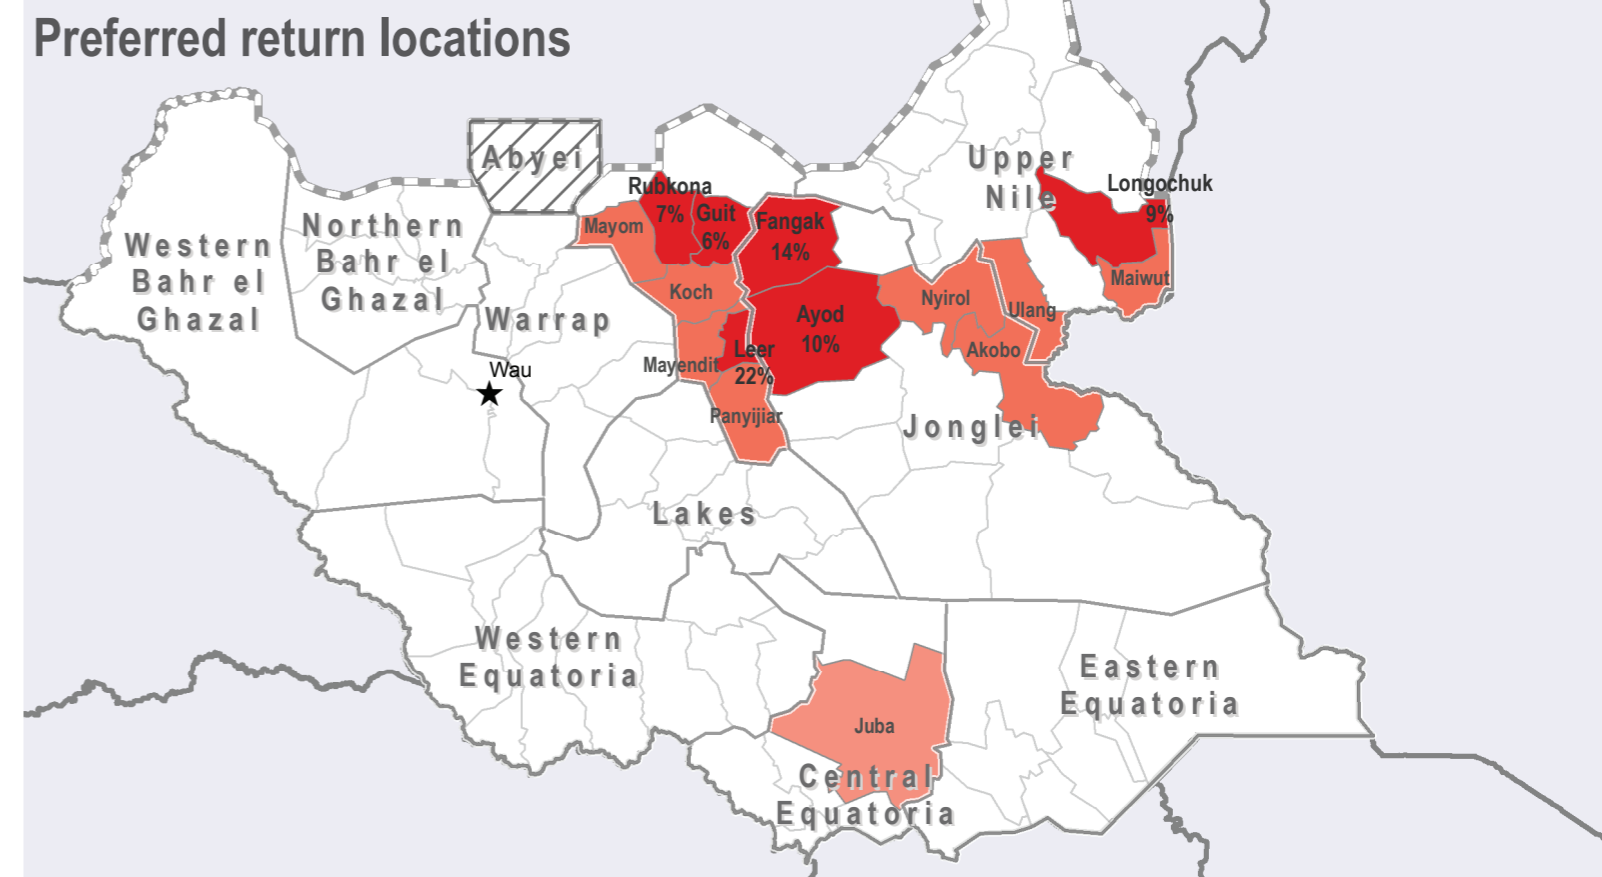 Preferred return locations
Abyei
Upper
Nile
Longochuk
9%
Rubkona
7%
Guit
6%
Fangak
14%
Mayom
Northern
Bahr el
Ghazal
Western
Bahr el
Ghazal
Maiwut
Koch
Nyirol
Ulang
Warrap
Ayod
10%
Leer
22%
Akobo
Mayendit
Wau
Panyijiar
Jonglei
Lakes
Western
Equatoria
Eastern
Equatoria
Juba
Central
Equatoria